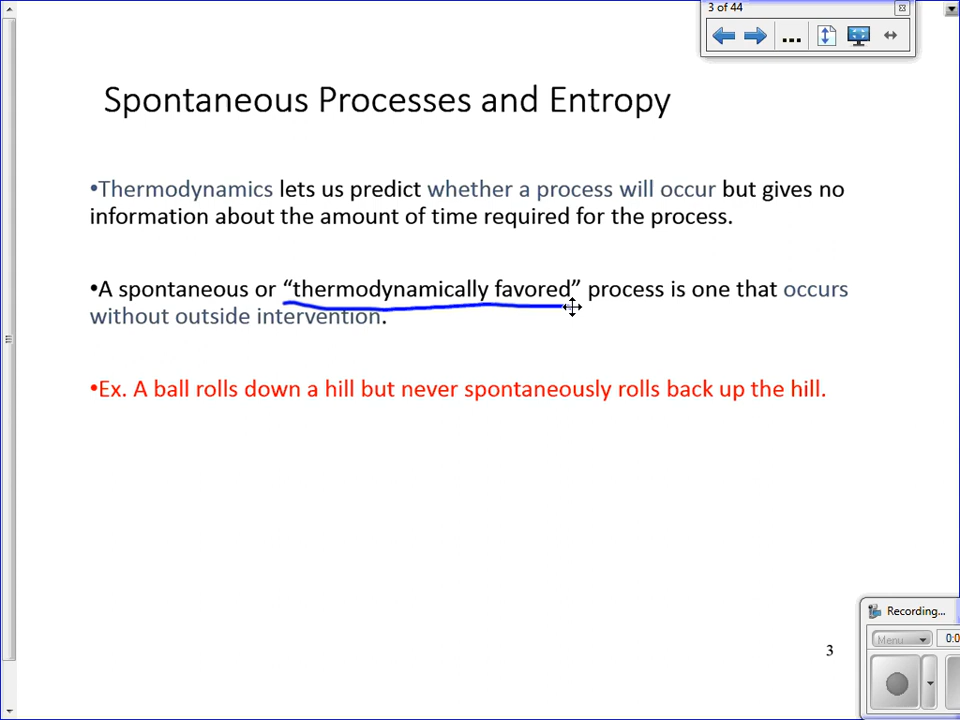 3 of 44
...
Spontaneous Processes and Entropy
•Thermodynamics lets us predict whether a process will occur but gives no
information about the amount of time required for the process.
•A spontaneous or “thermodynamically favored” process is one that occurs
without outside intervention.
•Ex. A ball rolls down a hill but never spontaneously rolls back up the hill.
Recording...
Menu
0:0
3